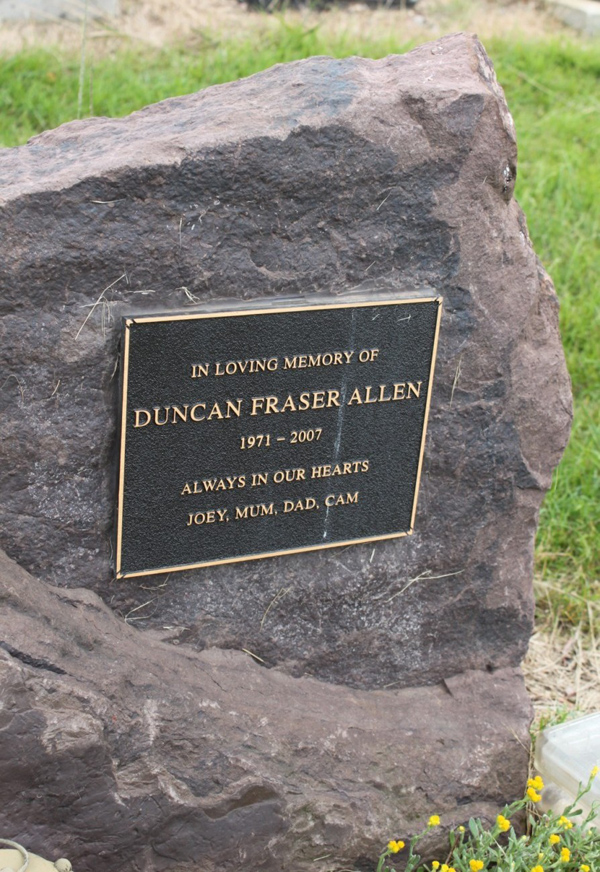 IN LOVING MEMORY OF
DUNCAN FRASER ALLEN
1971 – 2007
ALWAYS IN OUR HEARTS
JOEY, MUM, DAD, CAM